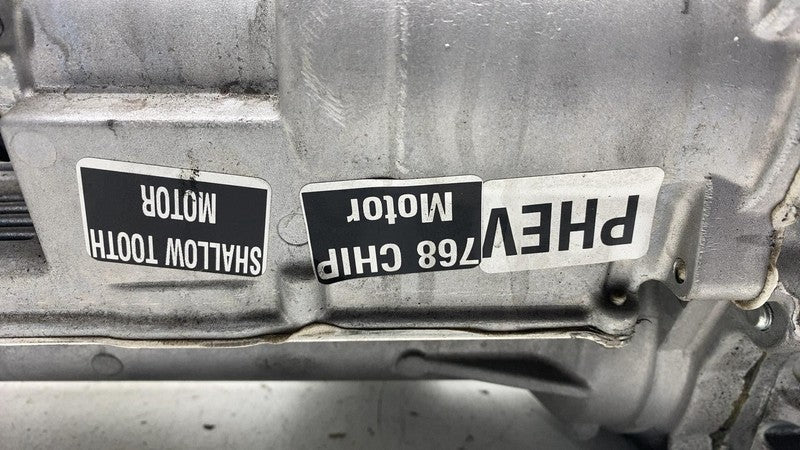 PHEV
768 CHIP
Motor
SHALLOW TOOTH
MOTOR